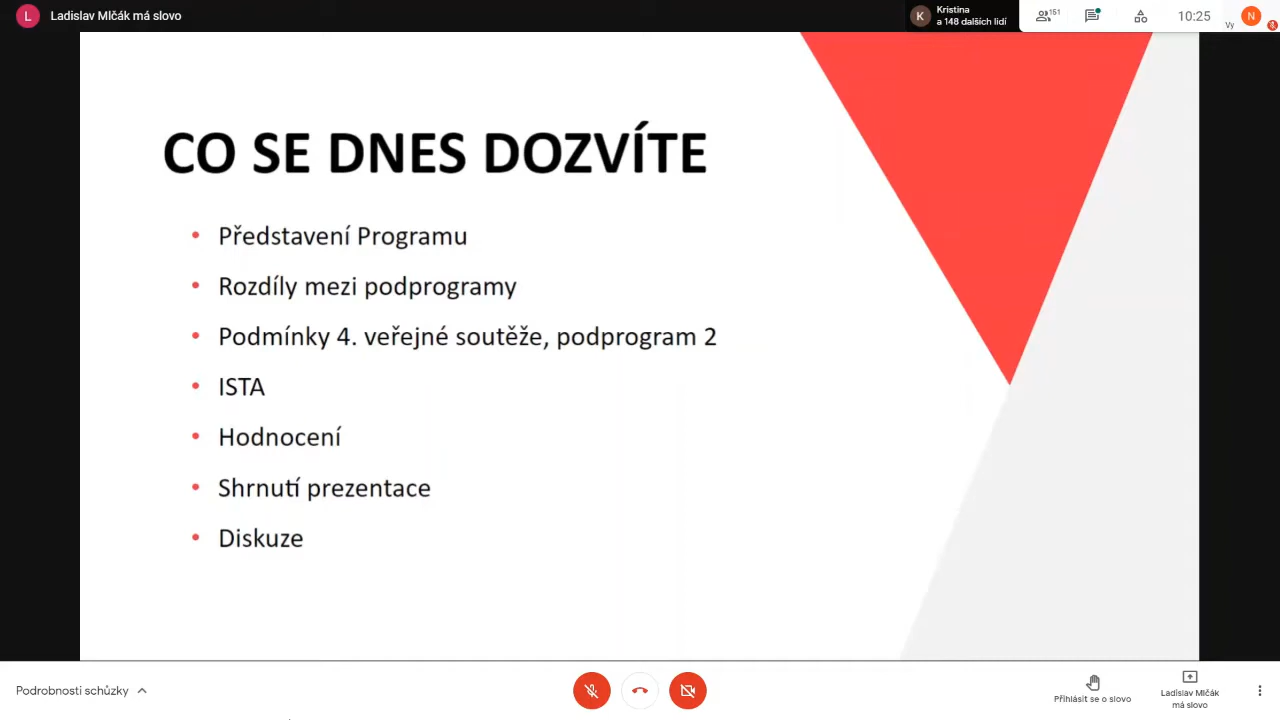 L Ladislav Mlčák má slovo
K Kristina
a 148 dalších lidí
151
10:25
Vy
N
CO SE DNES DOZVÍTE
• Představení Programu
• Rozdíly mezi podprogramy
• Podmínky 4. veřejné soutěže, podprogram 2
• ISTA
• Hodnocení
• Shrnutí prezentace
• Diskuze
Podrobnosti schůzky
Přihlásit se o slovo
Ladislav Mlčák
má slovo